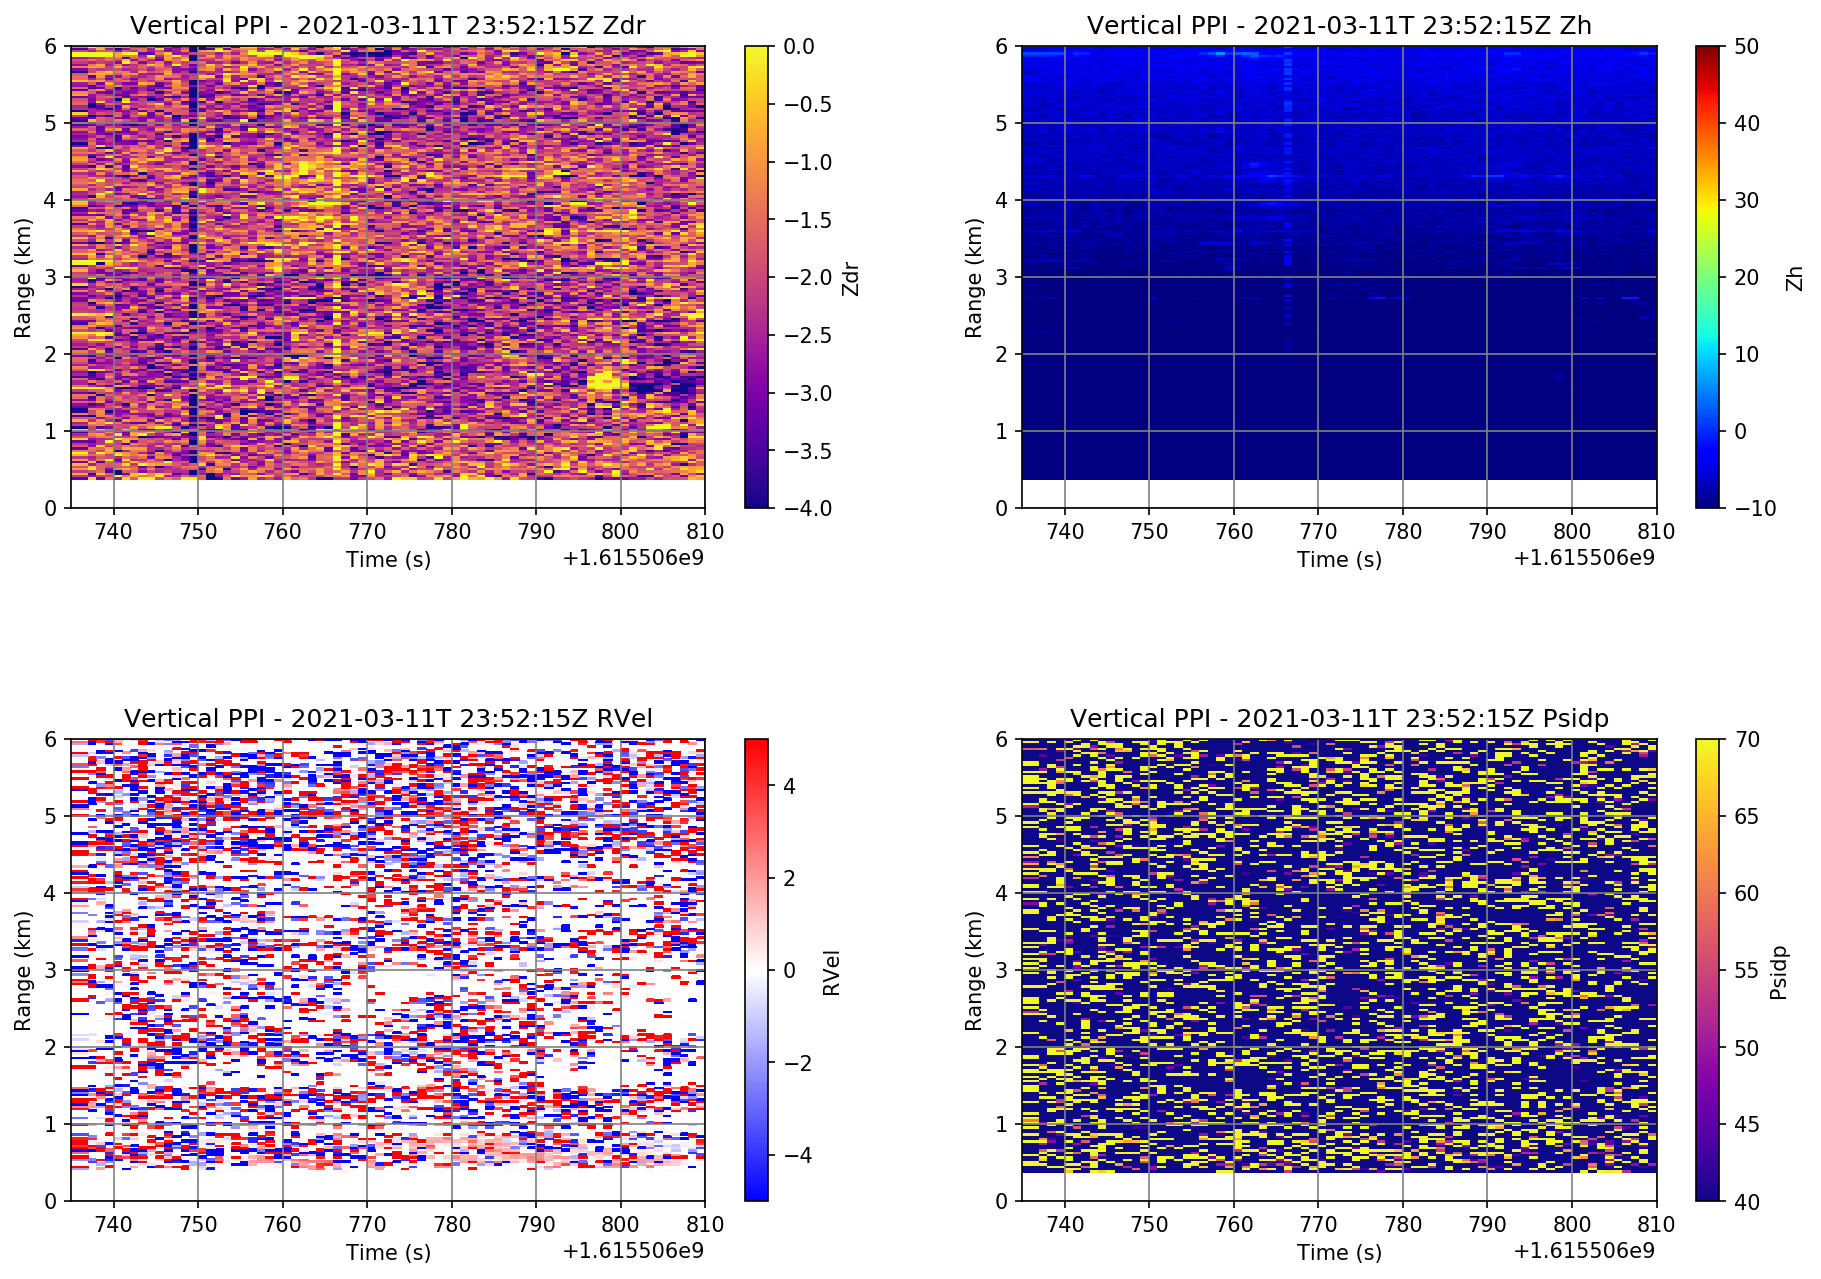 Vertical PPI - 2021-03-11T 23:52:15Z Zdr
6
5
4
3
2
1
0
Range (km)
740 750 760 770 780 790 800 810
Time (s)
+1.615506e9
0.0
−0.5
−1.0
−1.5
−2.0
−2.5
−3.0
−3.5
−4.0
Zdr
Vertical PPI - 2021-03-11T 23:52:15Z Zh
6
5
4
3
2
1
0
Range (km)
740 750 760 770 780 790 800 810
Time (s)
+1.615506e9
50
40
30
20
10
0
−10
Zh
Vertical PPI - 2021-03-11T 23:52:15Z RVel
6
5
4
3
2
1
0
Range (km)
740 750 760 770 780 790 800 810
Time (s)
+1.615506e9
4
2
0
−2
−4
RVel
Vertical PPI - 2021-03-11T 23:52:15Z Psidp
6
5
4
3
2
1
0
Range (km)
740 750 760 770 780 790 800 810
Time (s)
+1.615506e9
70
65
60
55
50
45
40
Psidp